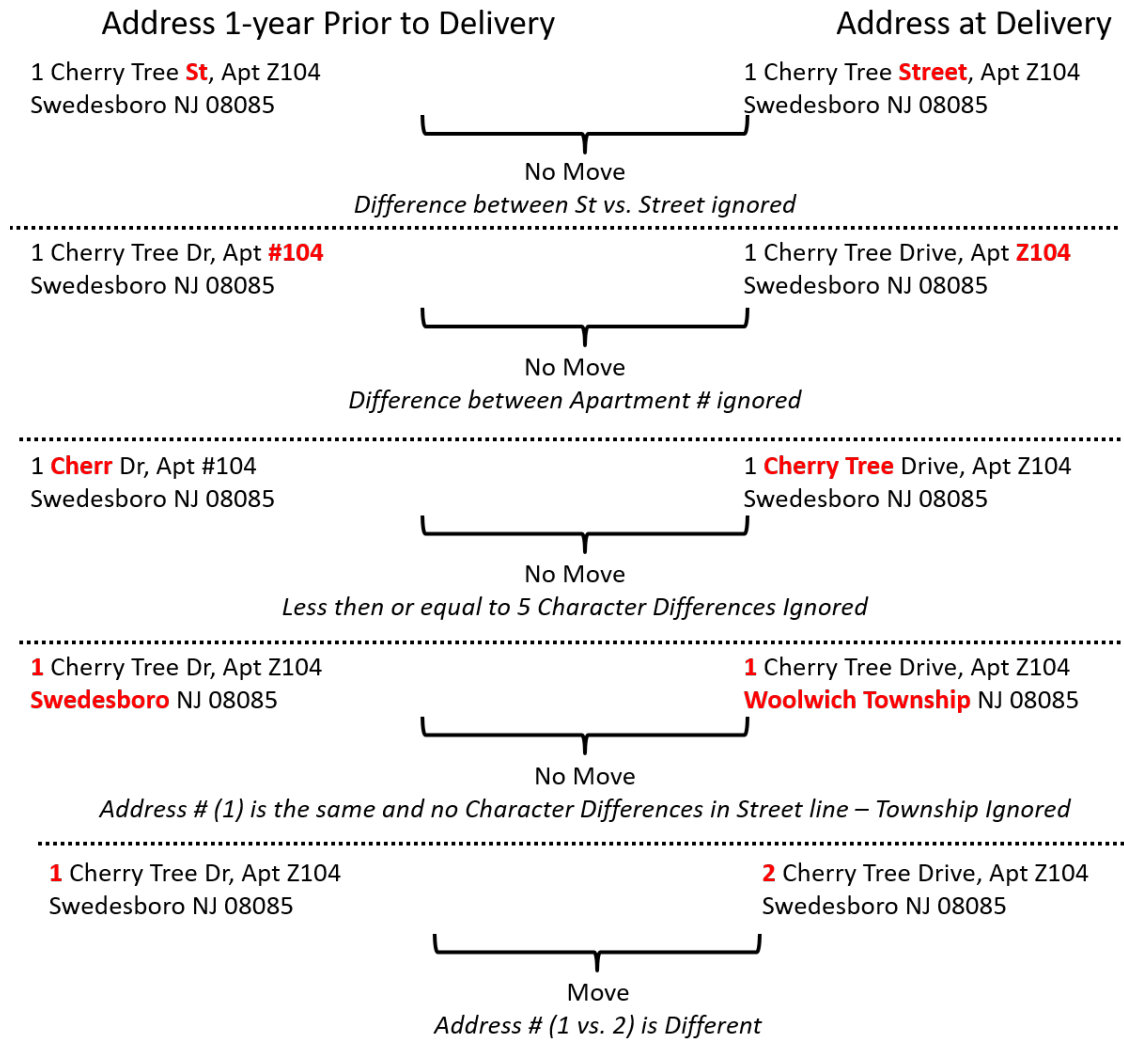 Address 1-year Prior to Delivery
Address at Delivery
1 Cherry Tree St, Apt Z104
Swedesboro NJ 08085
1 Cherry Tree Street, Apt Z104
Swedesboro NJ 08085
No Move
Difference between St vs. Street ignored
1 Cherry Tree Dr, Apt #104
Swedesboro NJ 08085
1 Cherry Tree Drive, Apt Z104
Swedesboro NJ 08085
No Move
Difference between Apartment # ignored
1 Cherr Dr, Apt #104
Swedesboro NJ 08085
1 Cherry Tree Drive, Apt Z104
Swedesboro NJ 08085
No Move
Less then or equal to 5 Character Differences Ignored
1 Cherry Tree Dr, Apt Z104
Swedesboro NJ 08085
1 Cherry Tree Drive, Apt Z104
Woolwich Township NJ 08085
No Move
Address # (1) is the same and no Character Differences in Street line – Township Ignored
1 Cherry Tree Dr, Apt Z104
Swedesboro NJ 08085
2 Cherry Tree Drive, Apt Z104
Swedesboro NJ 08085
Move
Address # (1 vs. 2) is Different